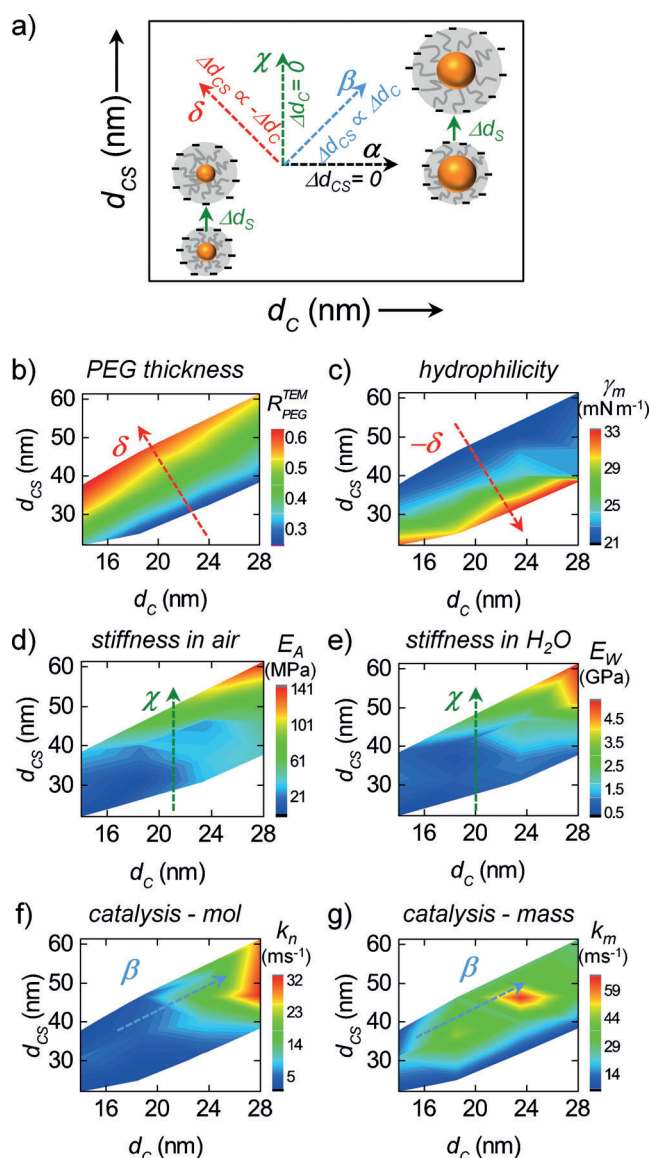 a)
d_CS (nm)
δ
Δd_CS ∝ -Δd_C
χ
Δd_C = 0
β
Δd_CS ∝ Δd_C
α
Δd_CS = 0
Δd_S
Δd_S
d_C (nm)
b) PEG thickness
R_PEG^TEM
60
50
40
30
d_CS (nm)
δ
0.6
0.5
0.4
0.3
16 20 24 28
d_C (nm)
c) hydrophilicity
γ_m
(mN m⁻¹)
60
50
40
30
d_CS (nm)
-δ
33
29
25
21
16 20 24 28
d_C (nm)
d) stiffness in air
E_A
(MPa)
60
50
40
30
d_CS (nm)
χ
141
101
61
21
16 20 24 28
d_C (nm)
e) stiffness in H₂O
E_W
(GPa)
60
50
40
30
d_CS (nm)
χ
4.5
3.5
2.5
1.5
0.5
16 20 24 28
d_C (nm)
f) catalysis - mol
k_n
(ms⁻¹)
60
50
40
30
d_CS (nm)
β
32
23
14
5
16 20 24 28
d_C (nm)
g) catalysis - mass
k_m
(ms⁻¹)
60
50
40
30
d_CS (nm)
β
59
44
29
14
16 20 24 28
d_C (nm)